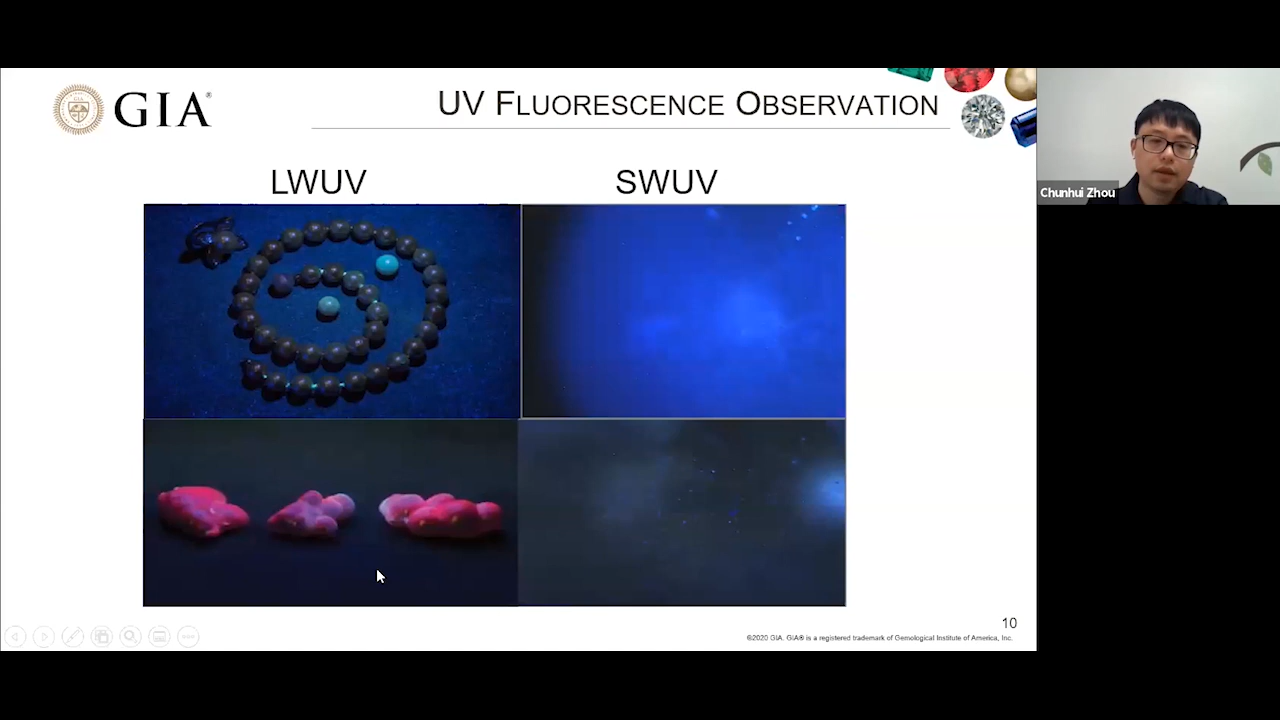 GIA®
UV FLUORESCENCE OBSERVATION
LWUV
SWUV
Chunhui Zhou
10
©2020 GIA. GIA® is a registered trademark of Gemological Institute of America, Inc.